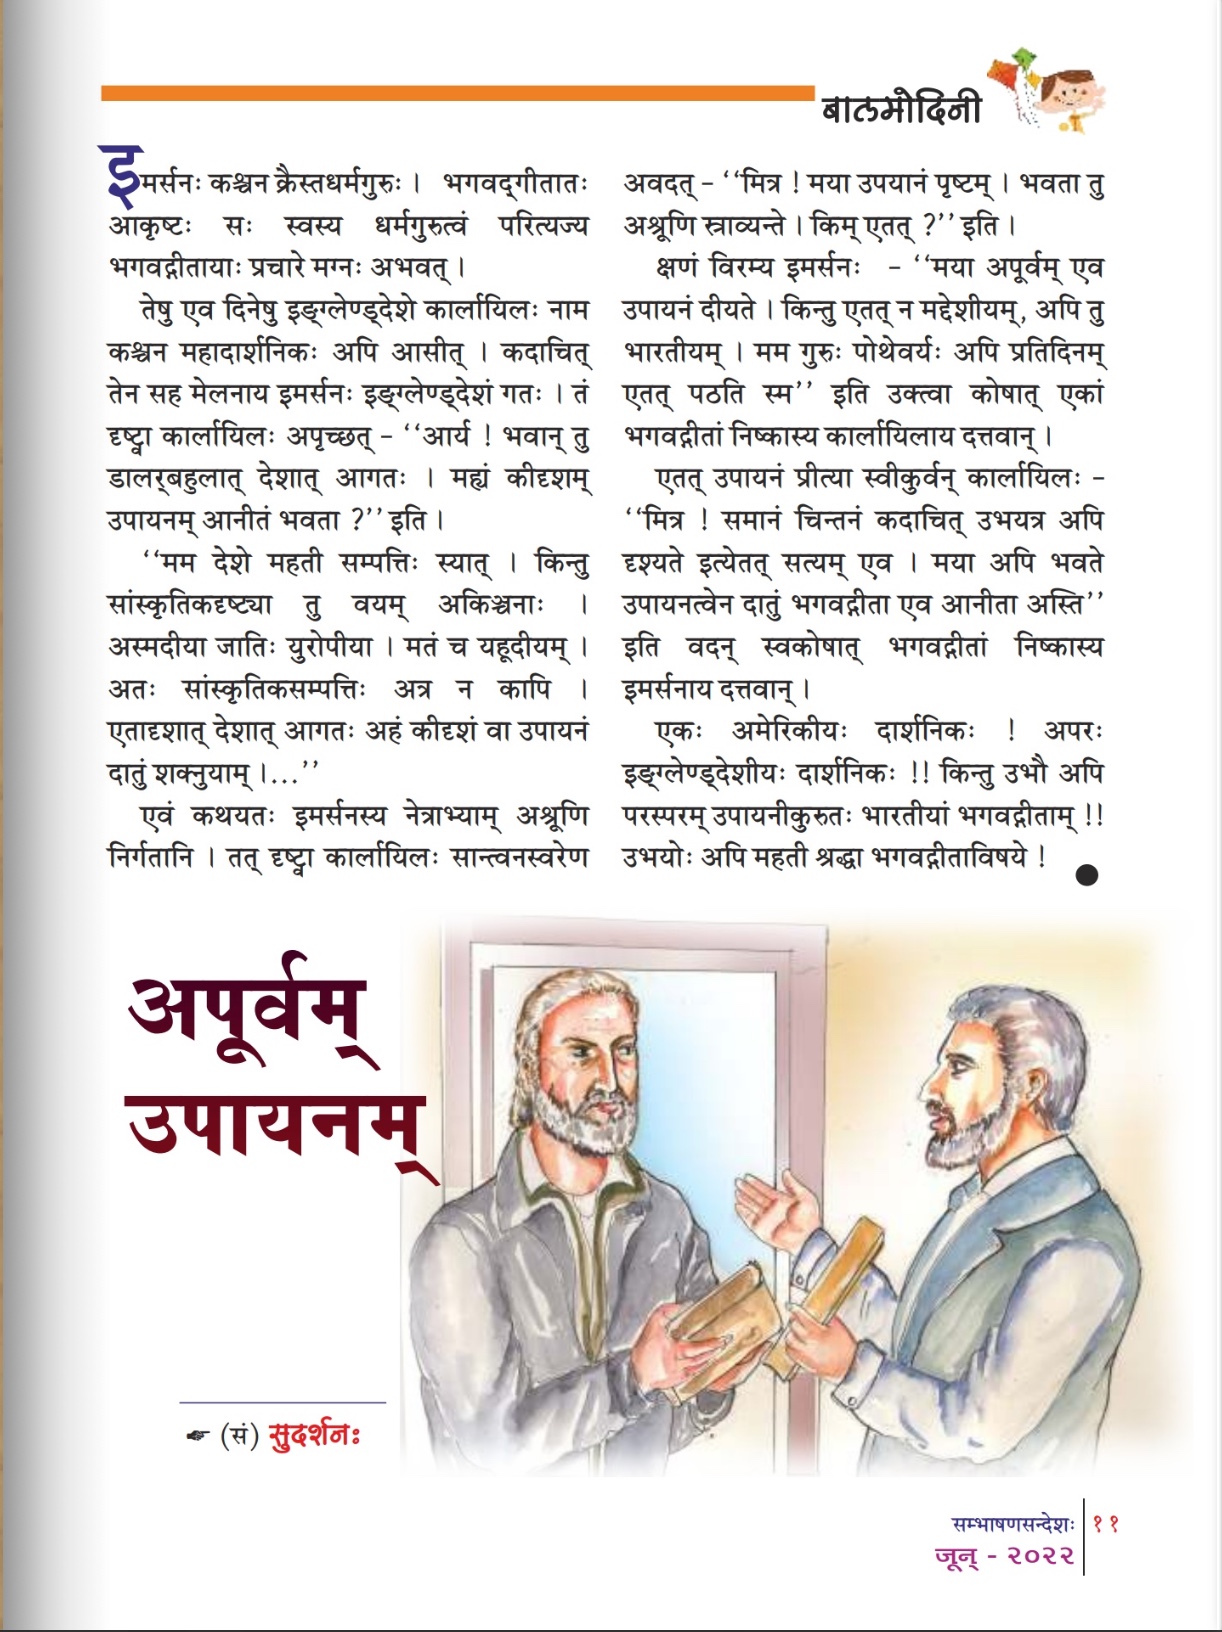 बालमोदिनी
इमर्सनः कश्चन क्रैस्तधर्मगुरुः । भगवद्‌गीतातः
आकृष्टः सः स्वस्य धर्मगुरुत्वं परित्यज्य
भगवद्गीतायाः प्रचारे मग्नः अभवत् ।
तेषु एव दिनेषु इङ्ग्लेण्ड्देशे कार्लायिलः नाम
कश्चन महादार्शनिकः अपि आसीत् । कदाचित्
तेन सह मेलनाय इमर्सनः इङ्ग्लेण्ड्देशं गतः । तं
दृष्ट्वा कार्लायिलः अपृच्छत् – ‘‘आर्य ! भवान् तु
डालर्‌बहुलात् देशात् आगतः । मह्यं कीदृशम्
उपायनम् आनीतं भवता ?’’ इति ।
‘‘मम देशे महती सम्पत्तिः स्यात् । किन्तु
सांस्कृतिकदृष्ट्या तु वयम् अकिञ्चनाः ।
अस्मदीया जातिः युरोपीया । मतं च यहूदीयम् ।
अतः सांस्कृतिकसम्पत्तिः अत्र न कापि ।
एतादृशात् देशात् आगतः अहं कीदृशं वा उपायनं
दातुं शक्नुयाम् ।...’’
एवं कथयतः इमर्सनस्य नेत्राभ्याम् अश्रूणि
निर्गतानि । तत् दृष्ट्वा कार्लायिलः सान्त्वनस्वरेण
अवदत् – ‘‘मित्र ! मया उपयानं पृष्टम् । भवता तु
अश्रूणि स्राव्यन्ते । किम् एतत् ?’’ इति ।
क्षणं विरम्य इमर्सनः – ‘‘मया अपूर्वम् एव
उपायनं दीयते । किन्तु एतत् न मद्देशीयम्, अपि तु
भारतीयम् । मम गुरुः पोथेवर्यः अपि प्रतिदिनम्
एतत् पठति स्म’’ इति उक्त्वा कोषात् एकां
भगवद्गीतां निष्कास्य कार्लायिलाय दत्तवान् ।
एतत् उपायनं प्रीत्या स्वीकुर्वन् कार्लायिलः –
‘‘मित्र ! समानं चिन्तनं कदाचित् उभयत्र अपि
दृश्यते इत्येतत् सत्यम् एव । मया अपि भवते
उपायनत्वेन दातुं भगवद्गीता एव आनीता अस्ति’’
इति वदन् स्वकोषात् भगवद्गीतां निष्कास्य
इमर्सनाय दत्तवान् ।
एकः अमेरिकीयः दार्शनिकः ! अपरः
इङ्ग्लेण्ड्देशीयः दार्शनिकः !! किन्तु उभौ अपि
परस्परम् उपायनीकुरुतः भारतीयां भगवद्गीताम् !!
उभयोः अपि महती श्रद्धा भगवद्गीताविषये !
अपूर्वम्
उपायनम्
☛ (सं) सुदर्शनः
सम्भाषणसन्देशः ११
जून् - २०२२